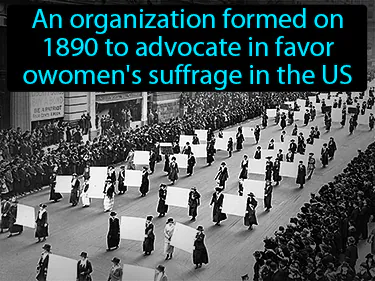 An organization formed on
1890 to advocate in favor
owomen's suffrage in the US